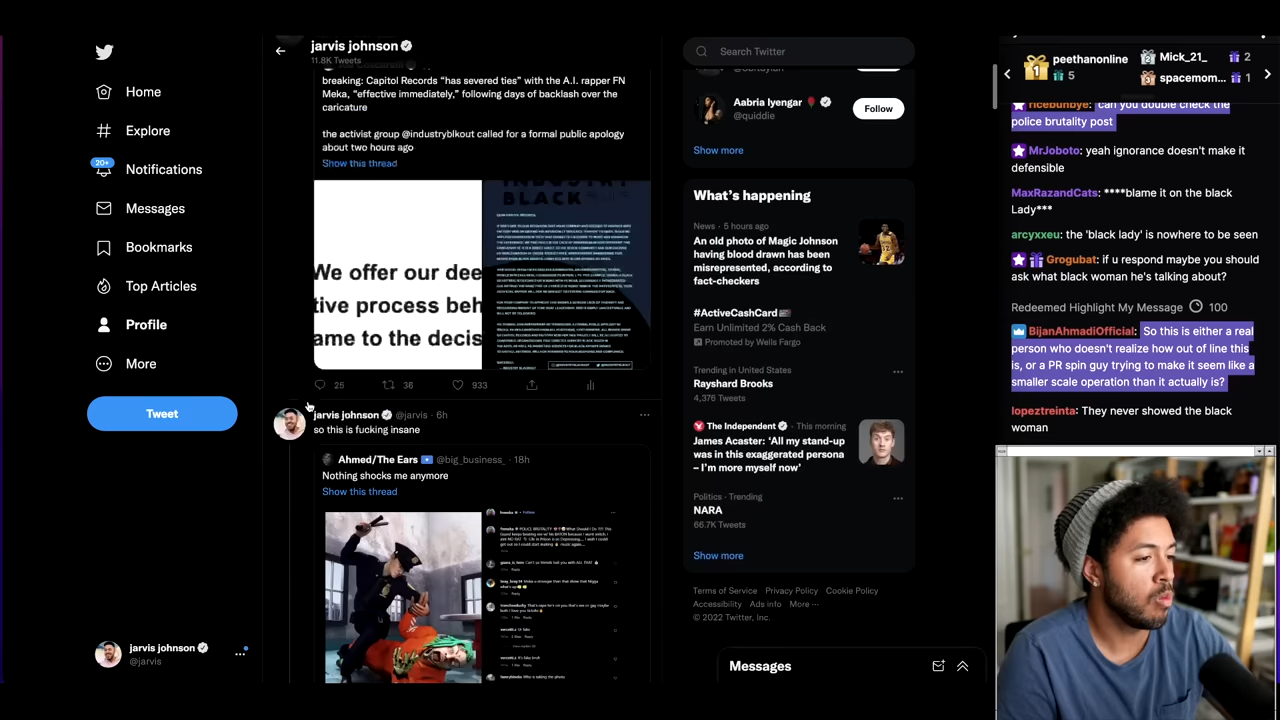 jarvis johnson
11.8K Tweets
Home
Explore
20+
Notifications
Messages
Bookmarks
Top Articles
Profile
More
Tweet
jarvis johnson
@jarvis
breaking: Capitol Records “has severed ties” with the A.I. rapper FN
Meka, “effective immediately,” following days of backlash over the
caricature
the activist group @industryblkout called for a formal public apology
about two hours ago
Show this thread
We offer our dee
tive process beh
ame to the decis
INDUSTRY
BLACK
25
36
933
jarvis johnson @jarvis · 6h
so this is fucking insane
Ahmed/The Ears @big_business_ · 18h
Nothing shocks me anymore
Show this thread
Search Twitter
Aabria Iyengar
@quiddie
Follow
Show more
What’s happening
News · 5 hours ago
An old photo of Magic Johnson
having blood drawn has been
misrepresented, according to
fact-checkers
#ActiveCashCard
Earn Unlimited 2% Cash Back
Promoted by Wells Fargo
Trending in United States
Rayshard Brooks
4,376 Tweets
The Independent · This morning
James Acaster: ‘All my stand-up
was in this exaggerated persona
– I’m more myself now’
Politics · Trending
NARA
66.7K Tweets
Show more
Terms of Service Privacy Policy Cookie Policy
Accessibility Ads info More ···
© 2022 Twitter, Inc.
Messages
1
peethannline
5
2
Mick_21_
2
3
spacemom...
1
ricebunbye: can you double check the
police brutality post
MrJoboto: yeah ignorance doesn't make it
defensible
MaxRazandCats: ****blame it on the black
Lady***
arcyxveu: the 'black lady' is nowhere to be seen
Grogubat: if u respond maybe you should
ask what black woman he's talking about
Redeemed Highlight My Message
BijanAhmadiOfficial: So this is either a real
person who doesn't realize how out of line he
is, or a PR spin guy trying to make it seem like a
smaller scale operation than it actually is?
lopeztreinta: They never showed the black
woman